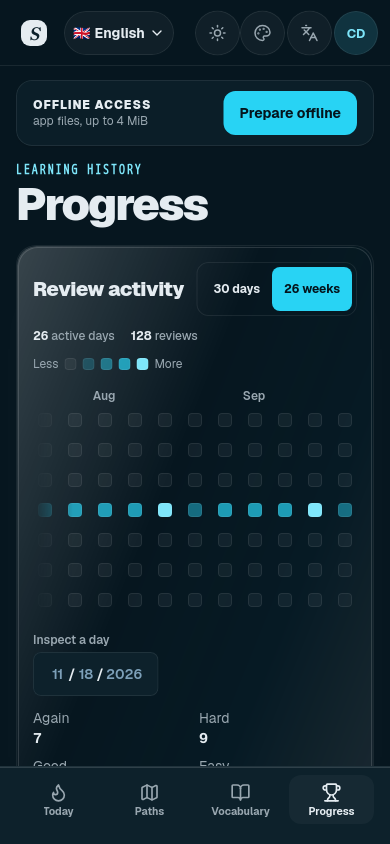 S
English
CD
OFFLINE ACCESS
app files, up to 4 MiB
Prepare offline
LEARNING HISTORY
Progress
Review activity
30 days
26 weeks
26 active days 128 reviews
Less More
Aug Sep
Inspect a day
11 / 18 / 2026
Again Hard
7 9
Good Easy
Today Paths Vocabulary Progress